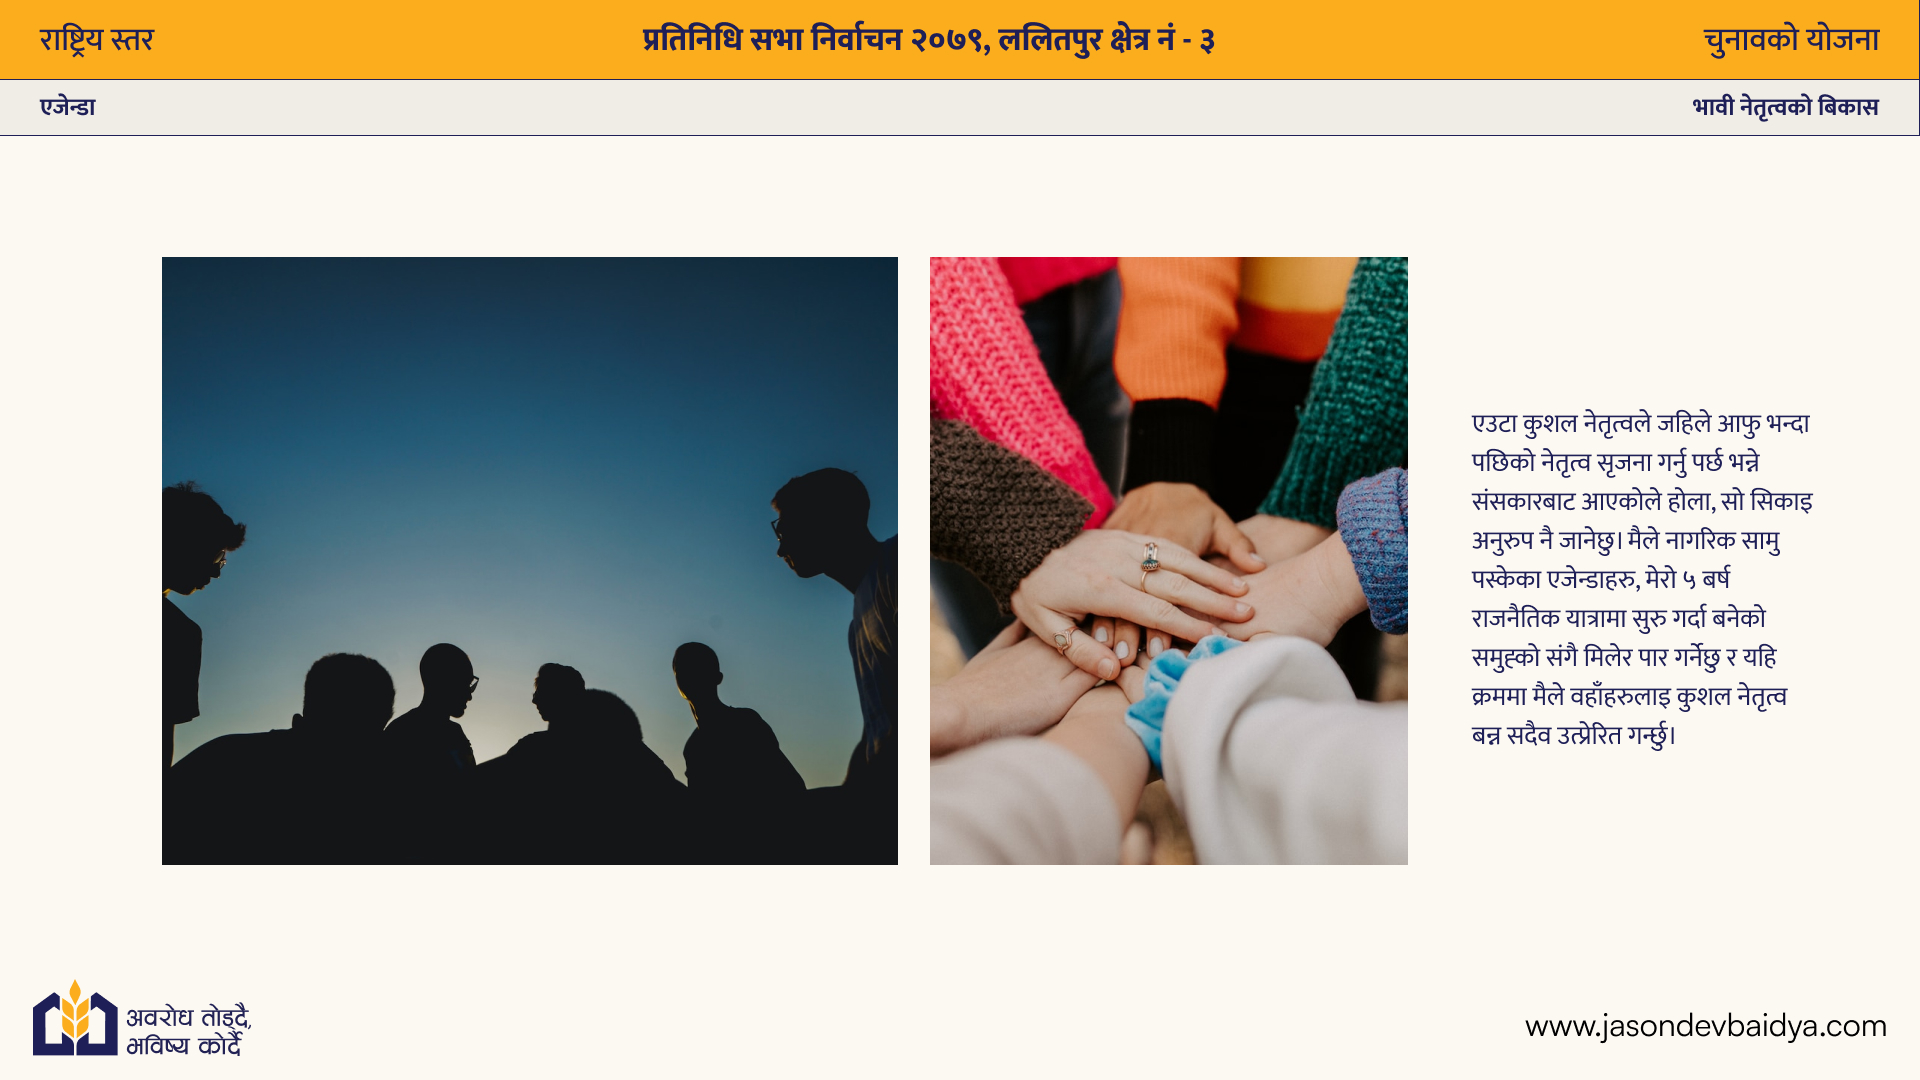 राष्ट्रिय स्तर
प्रतिनिधि सभा निर्वाचन २०७९, ललितपुर क्षेत्र नं - ३
चुनावको योजना
एजेन्डा
भावी नेतृत्वको बिकास
एउटा कुशल नेतृत्वले जहिले आफु भन्दा
पछिको नेतृत्व सृजना गर्नु पर्छ भन्ने
संसकारबाट आएकोले होला, सो सिकाइ
अनुरुप नै जानेछु। मैले नागरिक सामु
पस्केका एजेन्डाहरु, मेरो ५ बर्ष
राजनैतिक यात्रामा सुरु गर्दा बनेको
समुह्को संगै मिलेर पार गर्नेछु र यहि
क्रममा मैले वहाँहरुलाइ कुशल नेतृत्व
बन्न सदैव उत्प्रेरित गर्न्छु।
अवरोध तोड्दै,
भविष्य कोर्दै
www.jasondevbaidya.com